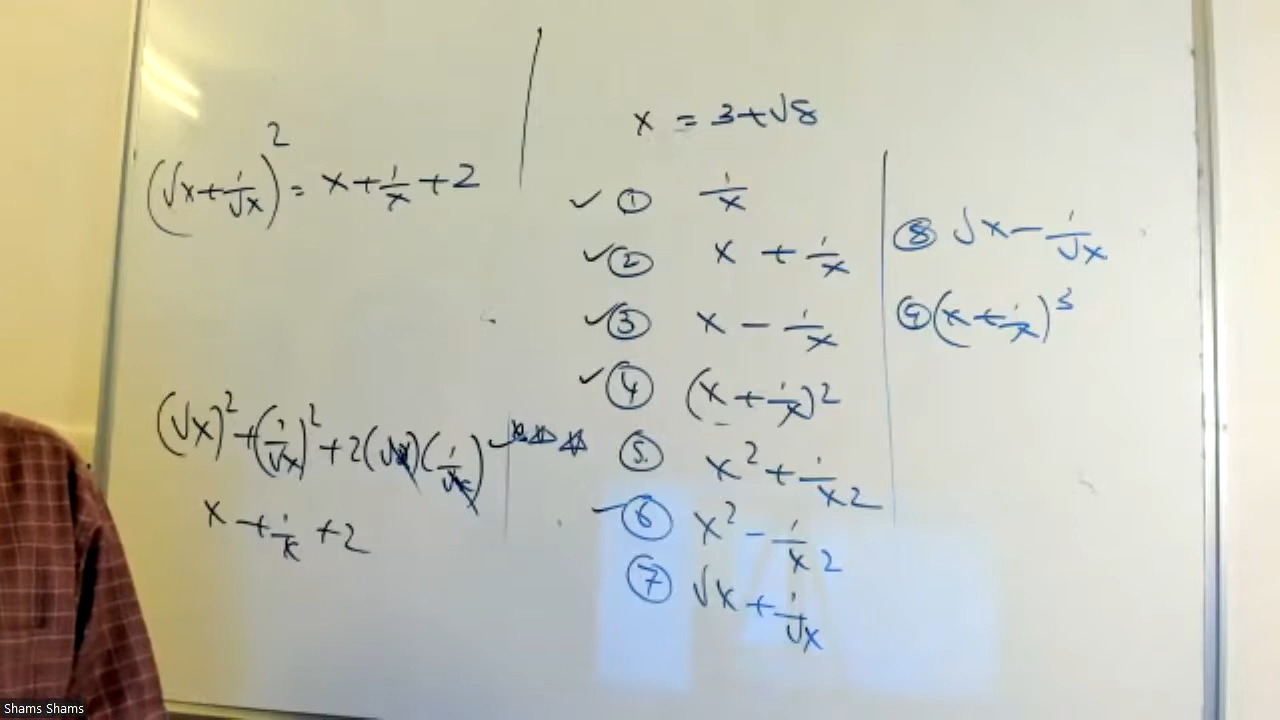 (√x + 1/√x)² = x + 1/x + 2
(√x)² + (1/√x)² + 2(√x)(1/√x)
x + 1/x + 2
x = 3+√8
✓ ① 1/x
✓ ② x + 1/x
✓ ③ x - 1/x
✓ ④ (x + 1/x)²
⑤ x² + 1/x²
⑥ x² - 1/x²
⑦ √x + 1/√x
⑧ √x - 1/√x
⑨ (x + 1/x)³
Shams Shams